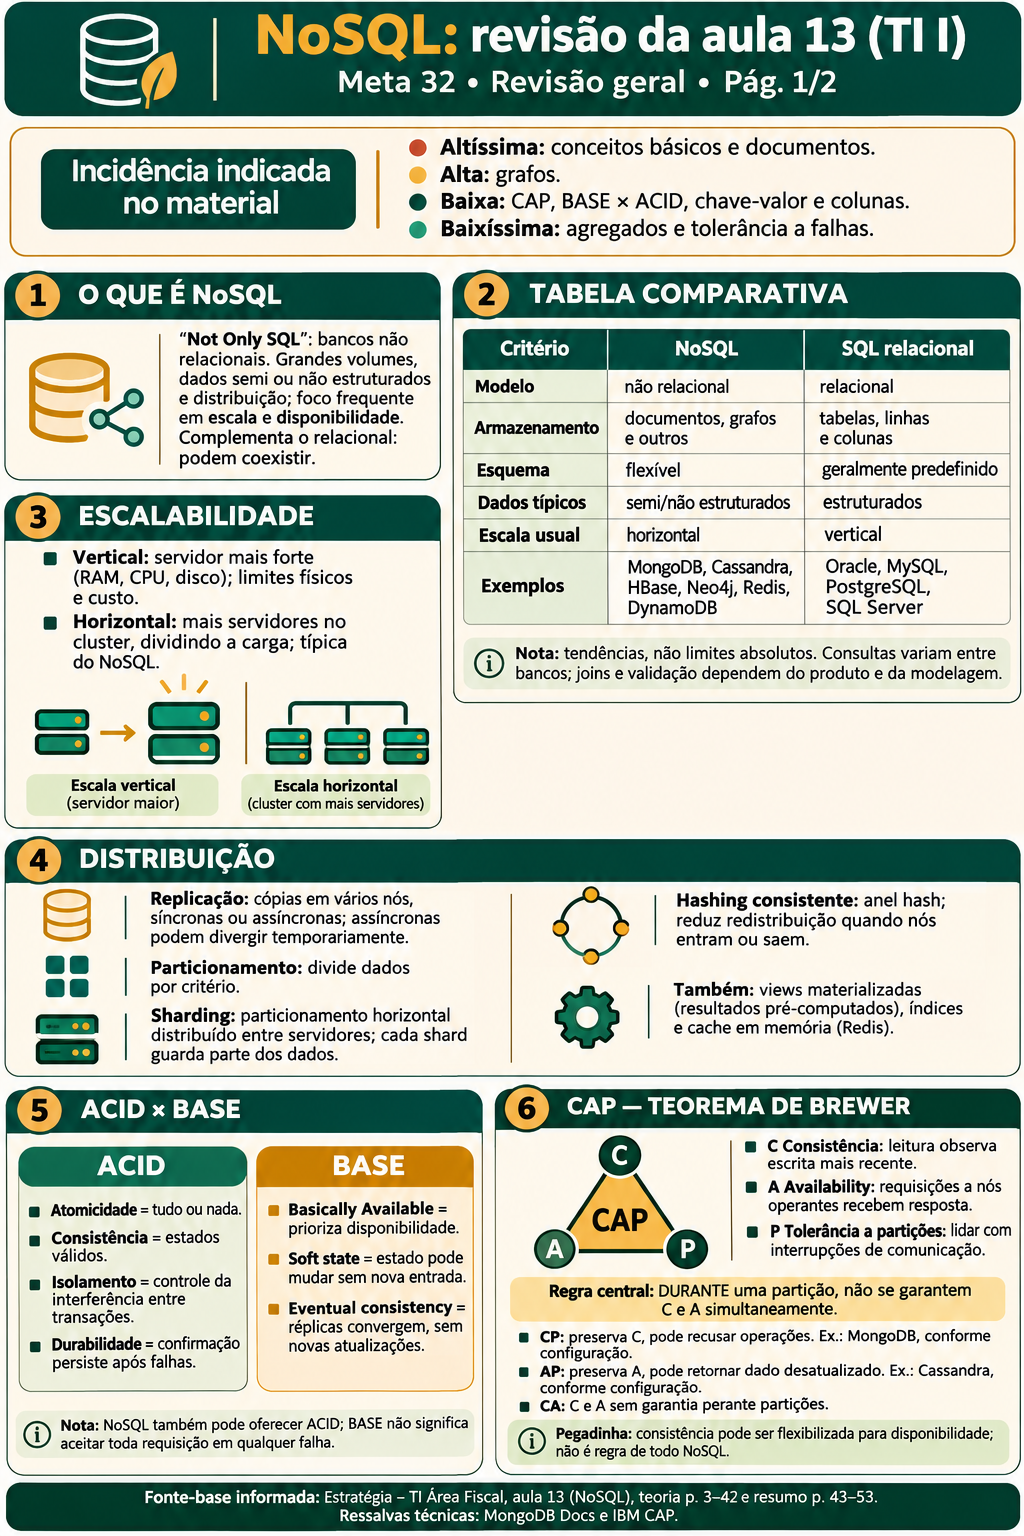 NoSQL: revisão da aula 13 (TI I)
Meta 32 • Revisão geral • Pág. 1/2
Incidência indicada
no material
Altíssima: conceitos básicos e documentos.
Alta: grafos.
Baixa: CAP, BASE × ACID, chave-valor e colunas.
Baixíssima: agregados e tolerância a falhas.
1 O QUE É NoSQL
“Not Only SQL”: bancos não
relacionais. Grandes volumes,
dados semi ou não estruturados
e distribuição; foco frequente
em escala e disponibilidade.
Complementa o relacional:
podem coexistir.
2 TABELA COMPARATIVA
Critério NoSQL SQL relacional
Modelo não relacional relacional
Armazenamento documentos, grafos tabelas, linhas
e outros e colunas
Esquema flexível geralmente predefinido
Dados típicos semi/não estruturados estruturados
Escala usual horizontal vertical
Exemplos MongoDB, Cassandra, Oracle, MySQL,
HBase, Neo4j, Redis, PostgreSQL,
DynamoDB SQL Server
Nota: tendências, não limites absolutos. Consultas variam entre
bancos; joins e validação dependem do produto e da modelagem.
3 ESCALABILIDADE
Vertical: servidor mais forte
(RAM, CPU, disco); limites físicos
e custo.
Horizontal: mais servidores no
cluster, dividindo a carga; típica
do NoSQL.
Escala vertical
(servidor maior)
Escala horizontal
(cluster com mais servidores)
4 DISTRIBUIÇÃO
Replicação: cópias em vários nós,
síncronas ou assíncronas; assíncronas
podem divergir temporariamente.
Particionamento: divide dados
por critério.
Sharding: particionamento horizontal
distribuído entre servidores; cada shard
guarda parte dos dados.
Hashing consistente: anel hash;
reduz redistribuição quando nós
entram ou saem.
Também: views materializadas
(resultados pré-computados), índices
e cache em memória (Redis).
5 ACID × BASE
ACID
Atomicidade = tudo ou nada.
Consistência = estados
válidos.
Isolamento = controle da
interferência entre
transações.
Durabilidade = confirmação
persiste após falhas.
BASE
Basically Available =
prioriza disponibilidade.
Soft state = estado pode
mudar sem nova entrada.
Eventual consistency =
réplicas convergem, sem
novas atualizações.
Nota: NoSQL também pode oferecer ACID; BASE não significa
aceitar toda requisição em qualquer falha.
6 CAP — TEOREMA DE BREWER
C
CAP
A P
C Consistência: leitura observa
escrita mais recente.
A Availability: requisições a nós
operantes recebem resposta.
P Tolerância a partições: lidar com
interrupções de comunicação.
Regra central: DURANTE uma partição, não se garantem
C e A simultaneamente.
CP: preserva C, pode recusar operações. Ex.: MongoDB, conforme
configuração.
AP: preserva A, pode retornar dado desatualizado. Ex.: Cassandra,
conforme configuração.
CA: C e A sem garantia perante partições.
Pegadinha: consistência pode ser flexibilizada para disponibilidade;
não é regra de todo NoSQL.
Fonte-base informada: Estratégia – TI Área Fiscal, aula 13 (NoSQL), teoria p. 3–42 e resumo p. 43–53.
Ressalvas técnicas: MongoDB Docs e IBM CAP.